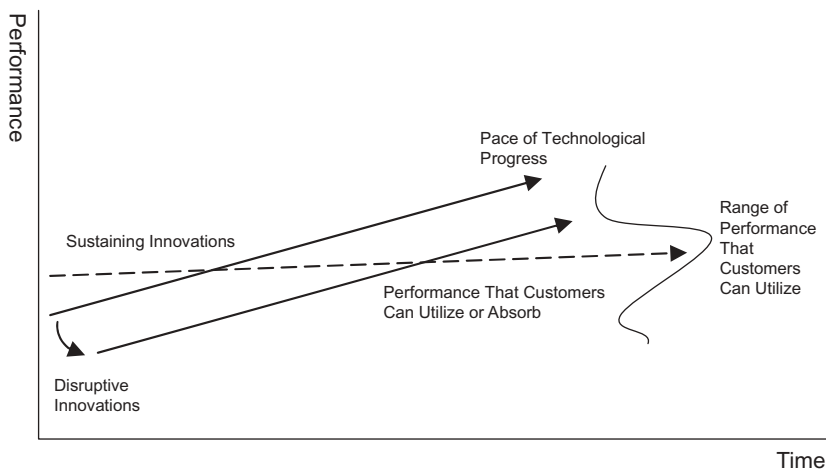 Performance
Pace of Technological
Progress
Sustaining Innovations
Range of
Performance
That
Customers
Can Utilize
Performance That Customers
Can Utilize or Absorb
Disruptive
Innovations
Time